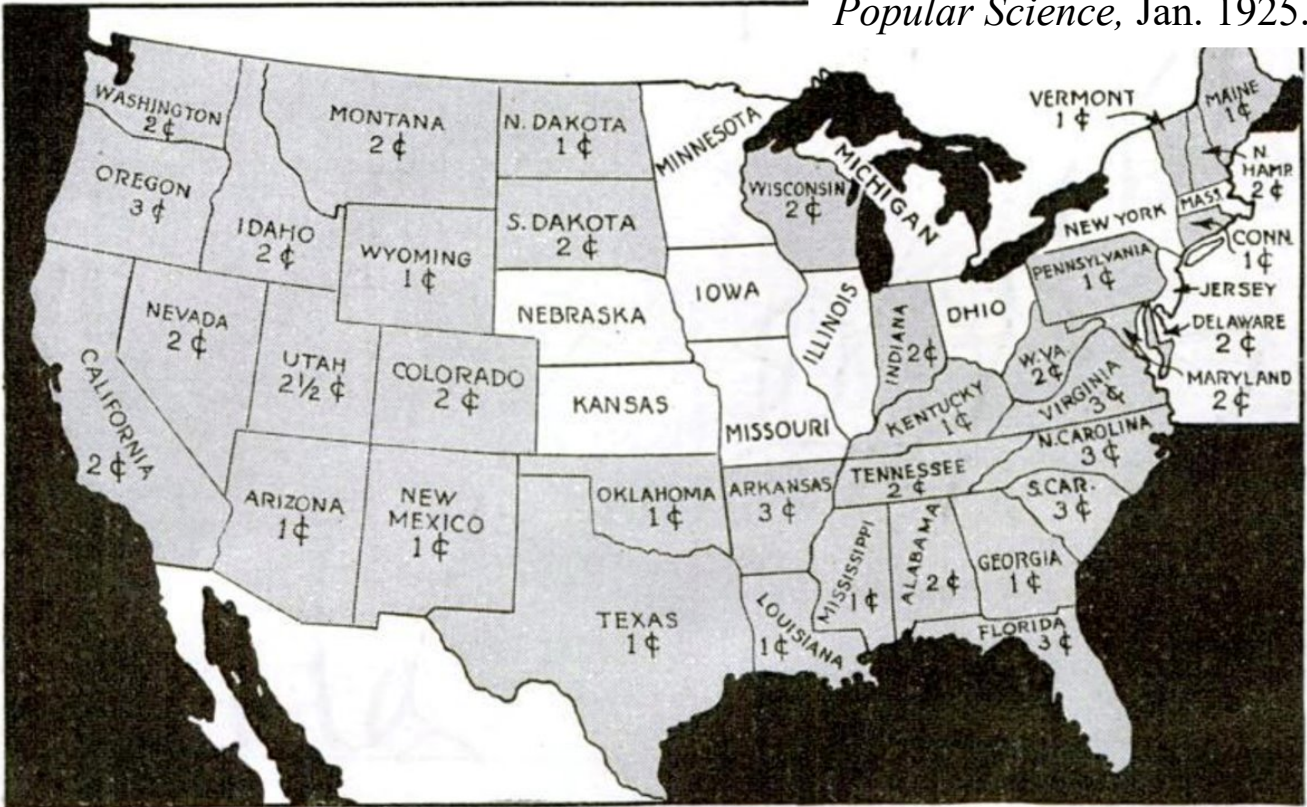 Popular Science, Jan. 1925.
WASHINGTON
2 ¢
OREGON
3 ¢
IDAHO
2 ¢
MONTANA
2 ¢
WYOMING
1 ¢
N. DAKOTA
1 ¢
S. DAKOTA
2 ¢
NEBRASKA
KANSAS
MINNESOTA
IOWA
MISSOURI
WISCONSIN
2 ¢
ILLINOIS
MICHIGAN
INDIANA
2 ¢
OHIO
KENTUCKY
1 ¢
TENNESSEE
2 ¢
W. VA.
2 ¢
VIRGINIA
3 ¢
N. CAROLINA
3 ¢
S. CAR.
3 ¢
GEORGIA
1 ¢
FLORIDA
3 ¢
ALABAMA
2 ¢
MISSISSIPPI
1 ¢
LOUISIANA
1 ¢
ARKANSAS
3 ¢
OKLAHOMA
1 ¢
TEXAS
1 ¢
NEW
MEXICO
1 ¢
ARIZONA
1 ¢
COLORADO
2 ¢
UTAH
2½ ¢
NEVADA
2 ¢
CALIFORNIA
2 ¢
VERMONT
1 ¢
MAINE
1 ¢
N.
HAMP.
2 ¢
MASS.
NEW YORK
CONN.
1 ¢
PENNSYLVANIA
1 ¢
JERSEY
DELAWARE
2 ¢
MARYLAND
2 ¢